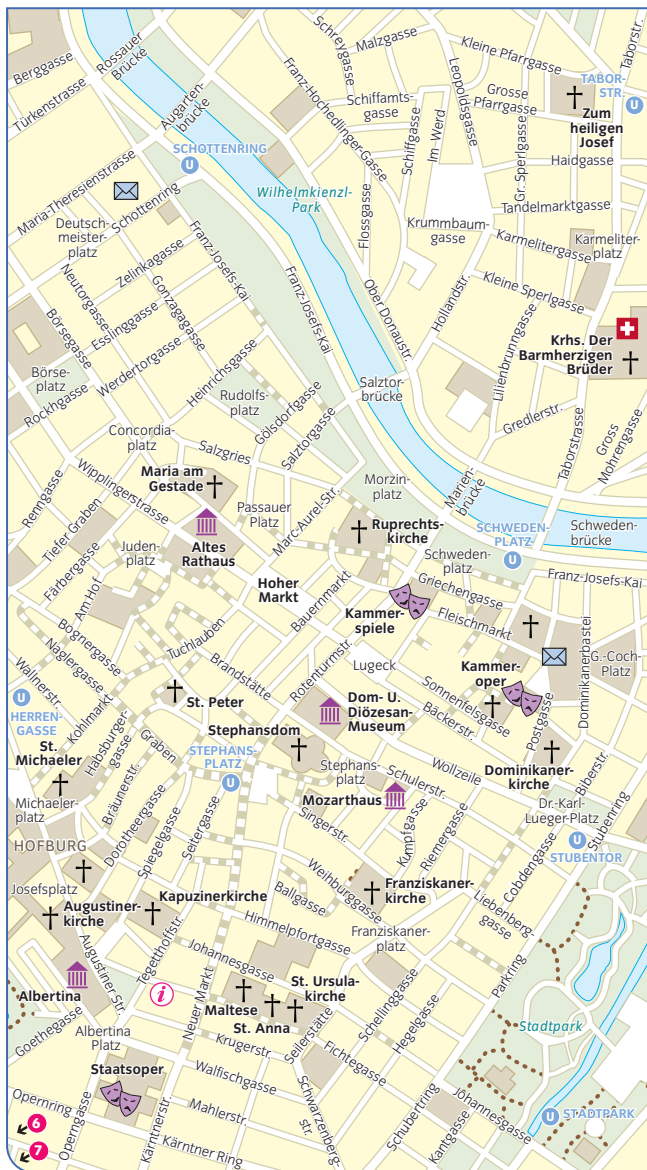 Berggasse
Rossauer
Brücke
Türkenstrasse
Augarten-
brücke
Schreygasse
Malzgasse
Kleine Pfarrgasse
Taborstr.
Franz-Hochedlinger-Gasse
Leopoldsgasse
Grosse
Pfarrgasse
TABOR-
STR.
U
Schiffamts-
gasse
Zum
heiligen
Josef
SCHOTTENRING
U
Schiffgasse
Im Werd
Gr. Sperlgasse
Haidgasse
Maria-Theresienstrasse
Schottenring
Wilhelmkienzl-
Park
Flossgasse
Tandelmarktgasse
Deutsch-
meister-
platz
Krummbaum-
gasse
Karmelitergasse
Karmeliter-
platz
Zelinkagasse
Franz-Josefs-Kai
Neutorgasse
Gonzagagasse
Franz-Josefs-Kai
Ober Donaustr.
Hollandstr.
Kleine Sperlgasse
Börsegasse
Esslinggasse
Lilienbrunngasse
Krhs. Der
Barmherzigen
Brüder
Börse-
platz
Werdertorgasse
Heinrichsgasse
Rockhgasse
Rudolfs-
platz
Gölsdorfgasse
Salztor-
brücke
Salztorgasse
Gredlerstr.
Taborstrasse
Gross
Mohrengasse
Concordia-
platz
Salzgries
Maria am
Gestade
Wipplingerstrasse
Renngasse
Morzin-
platz
Marien-
brücke
Passauer
Platz
Marc-Aurel-Str.
Ruprechts-
kirche
SCHWEDEN-
PLATZ
U
Schweden-
brücke
Tiefer Graben
Altes
Rathaus
Juden-
platz
Färbergasse
Am Hof
Hoher
Markt
Schweden-
platz
Franz-Josefs-Kai
Griechengasse
Bauernmarkt
Kammer-
spiele
Fleischmarkt
Bognergasse
Naglergasse
Tuchlauben
Brandstätte
Rotenturmstr.
Lugeck
Kammer-
oper
G.-Coch-
Platz
Dominikanerbastei
Wallnerstr.
U
HERREN-
GASSE
Kohlmarkt
St. Peter
Dom- U.
Diözesan-
Museum
Sonnenfelsgasse
Bäckerstr.
Postgasse
Habsburger-
gasse
Graben
Stephansdom
STEPHANS-
PLATZ
U
Wollzeile
Dominikaner-
kirche
St.
Michaeler
Stephans-
platz
Schulerstr.
Biberstr.
Michaeler-
platz
Bräunerstr.
Dorotheergasse
Spiegelgasse
Seilergasse
Mozarthaus
Dr.-Karl-
Lueger-Platz
Stubenring
Singerstr.
Kumpfgasse
Riemergasse
U
STUBENTOR
HOFBURG
Cobdengasse
Josefsplatz
Kapuzinerkirche
Weihburggasse
Ballgasse
Franziskaner-
kirche
Liebenberg-
gasse
Augustiner-
kirche
Himmelpfortgasse
Franziskaner-
platz
Tegetthoffstr.
Johannesgasse
Augustiner Str.
Neuer Markt
St. Ursula-
kirche
Parkring
Albertina
i
Maltese
St. Anna
Schellinggasse
Hegelgasse
Goethegasse
Albertina
Platz
Krugerstr.
Seilerstätte
Stadtpark
Staatsoper
Walfischgasse
Fichtegasse
Opernring
Operngasse
Mahlerstr.
Schwarzenberg-
str.
Schubertring
Johannesgasse
U
STADTPARK
6
Kärntnerstr.
Kärntner Ring
Kantgasse
7